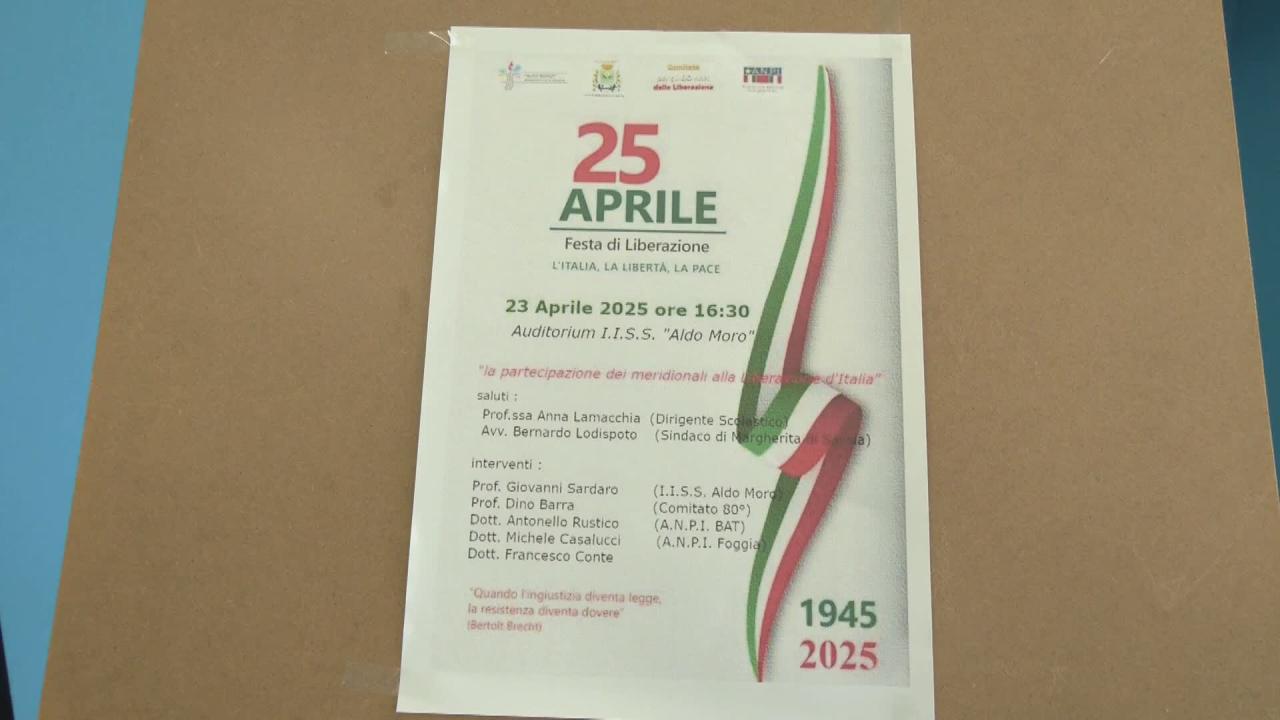 Comitato
della Liberazione
A.N.P.I.
25
APRILE
Festa di Liberazione
L'ITALIA, LA LIBERTÀ, LA PACE
23 Aprile 2025 ore 16:30
Auditorium I.I.S.S. "Aldo Moro"
"la partecipazione dei meridionali alla Liberazione d'Italia"
saluti :
Prof.ssa Anna Lamacchia (Dirigente Scolastico)
Avv. Bernardo Lodispoto (Sindaco di Margherita di Savoia)
interventi :
Prof. Giovanni Sardaro (I.I.S.S. Aldo Moro)
Prof. Dino Barra (Comitato 80°)
Dott. Antonello Rustico (A.N.P.I. BAT)
Dott. Michele Casalucci (A.N.P.I. Foggia)
Dott. Francesco Conte
"Quando l'ingiustizia diventa legge,
la resistenza diventa dovere"
(Bertolt Brecht)
1945
2025